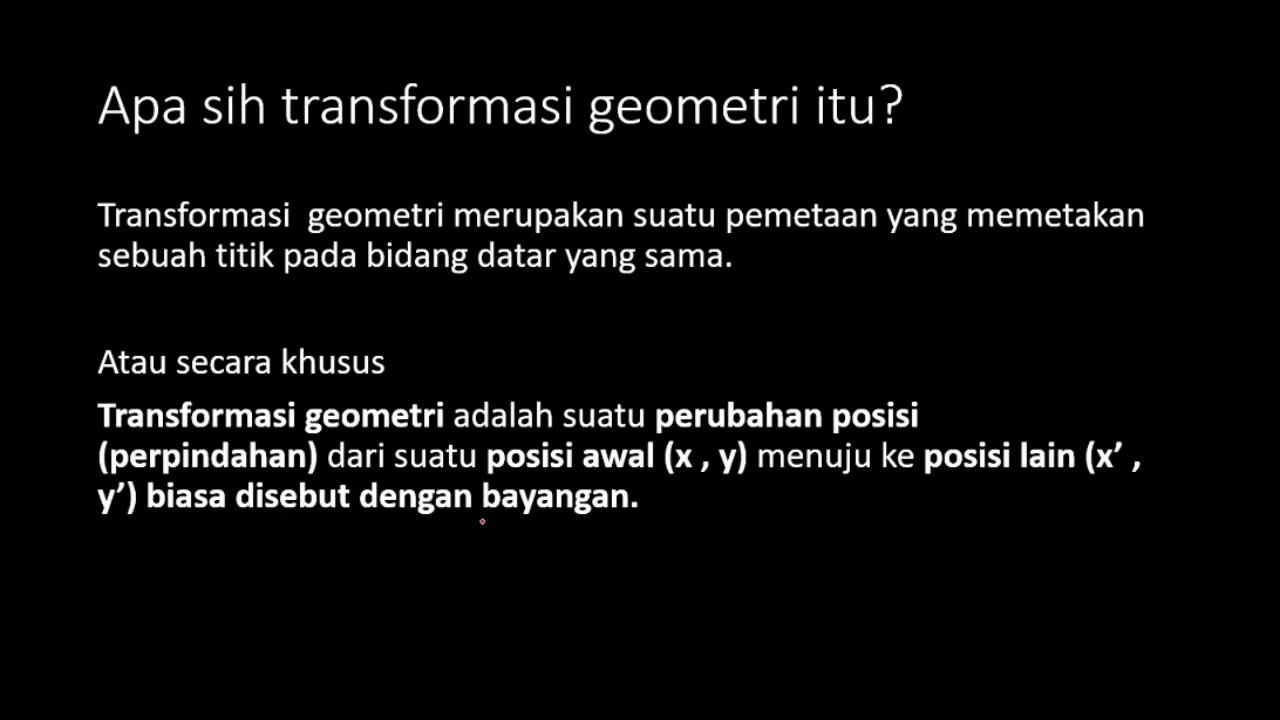 Apa sih transformasi geometri itu?
Transformasi  geometri merupakan suatu pemetaan yang memetakan
sebuah titik pada bidang datar yang sama.
Atau secara khusus
Transformasi geometri adalah suatu perubahan posisi
(perpindahan) dari suatu posisi awal (x , y) menuju ke posisi lain (x’ ,
y’) biasa disebut dengan bayangan.